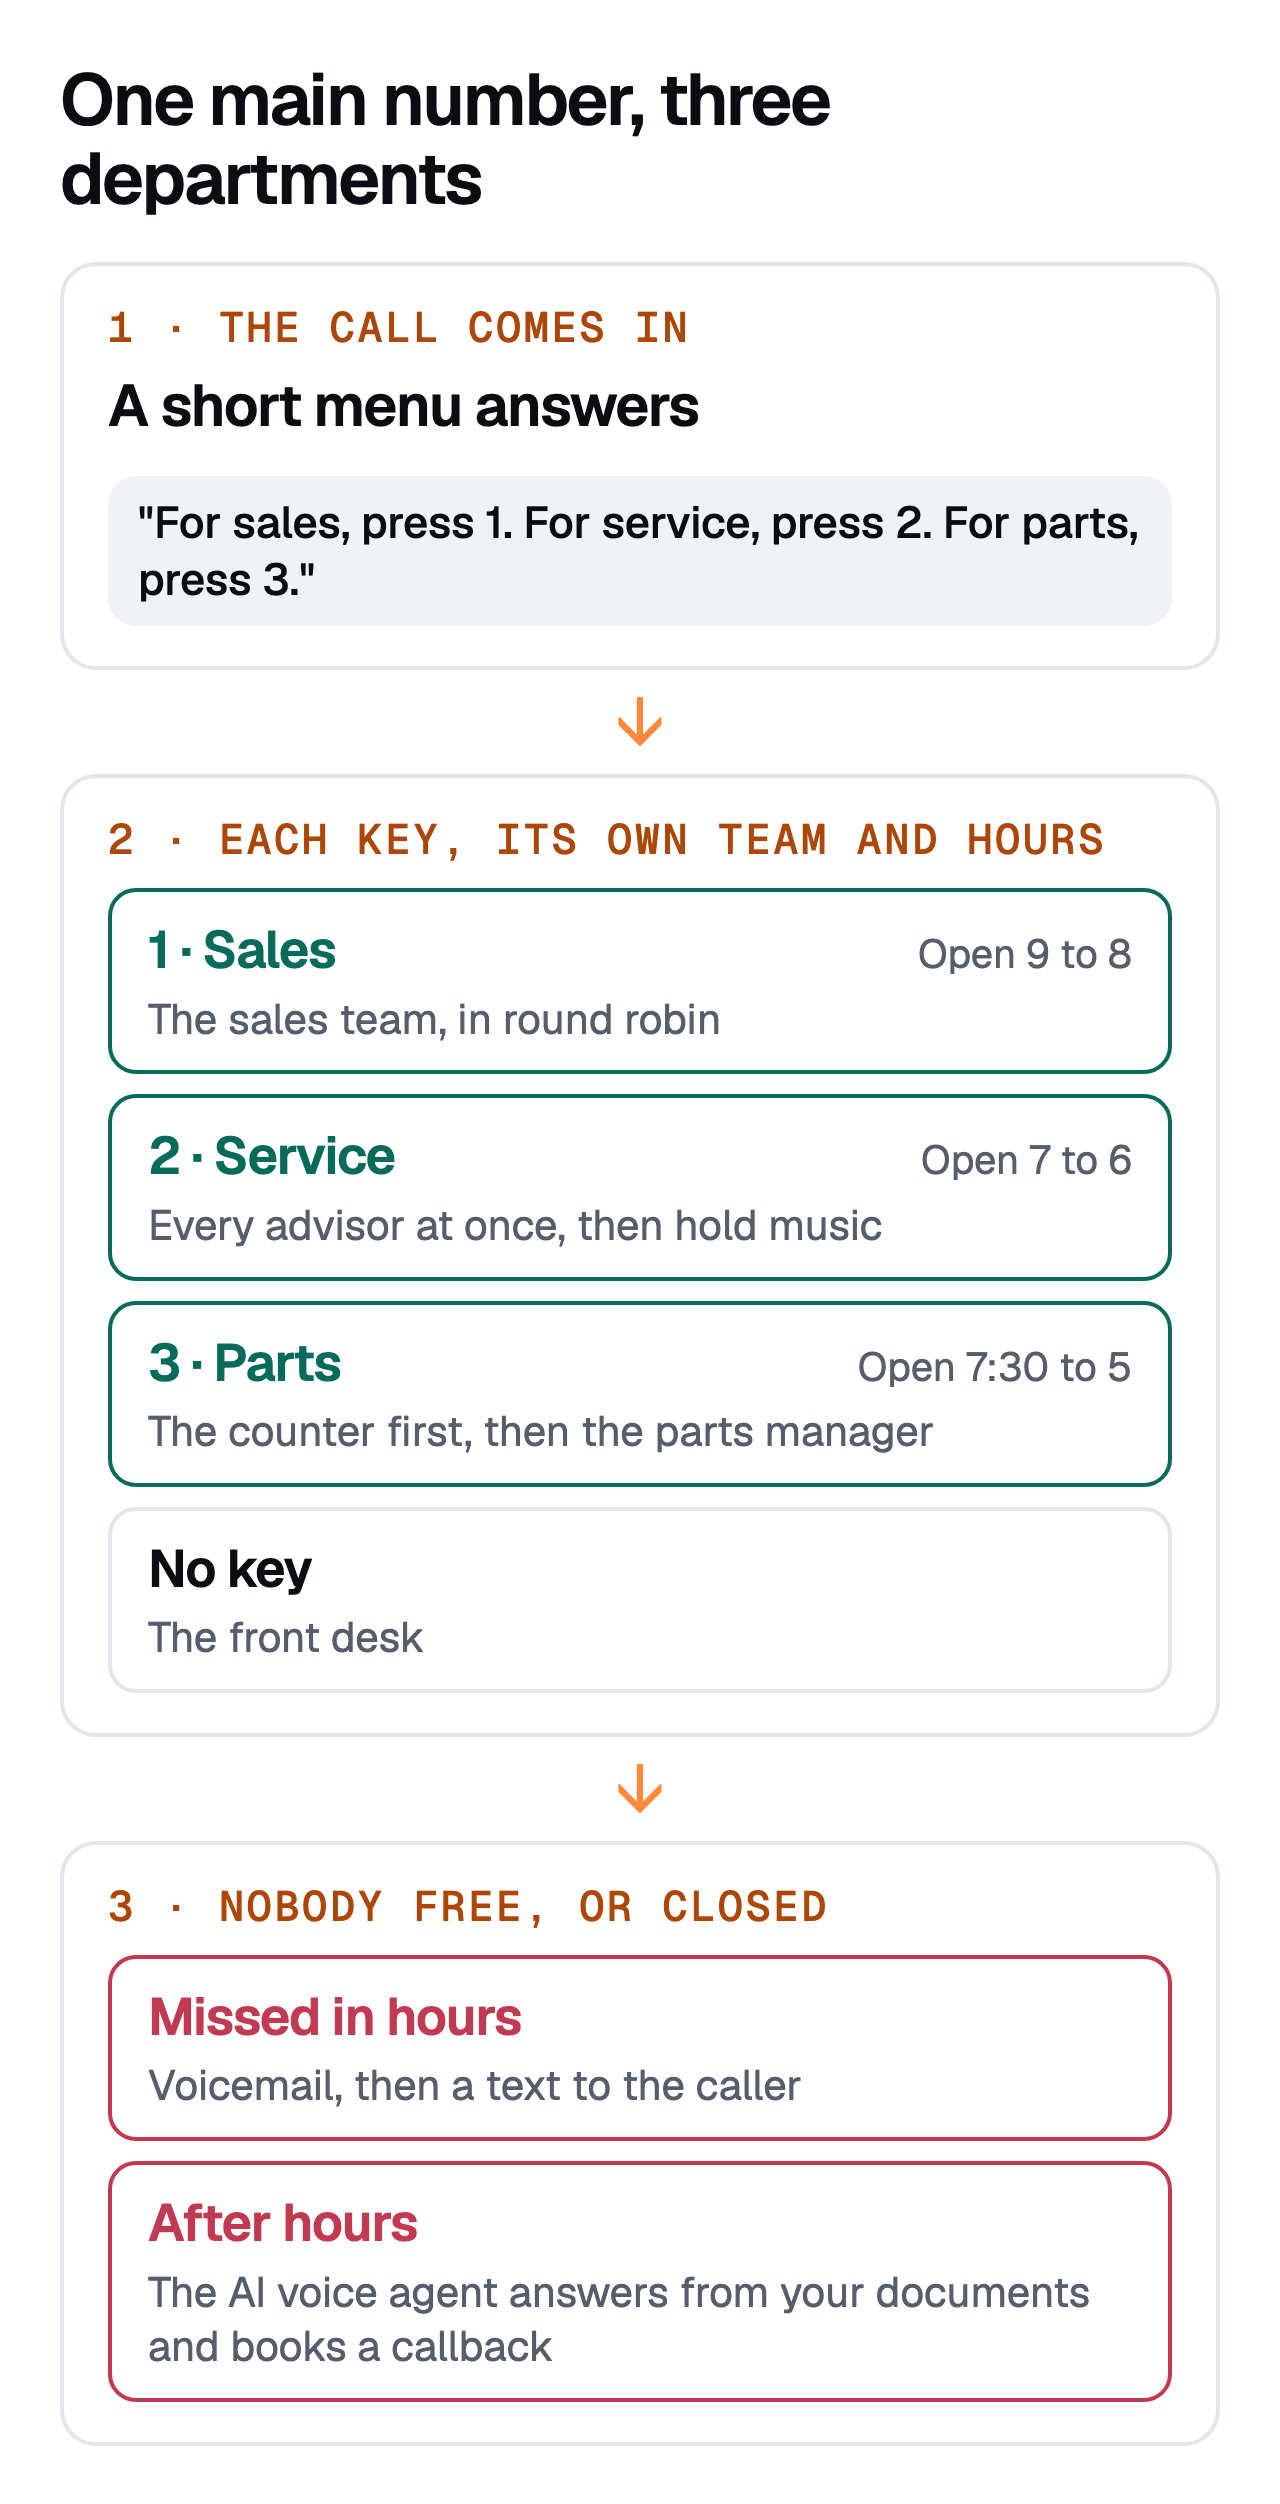 One main number, three
departments
1 · THE CALL COMES IN
A short menu answers
"For sales, press 1. For service, press 2. For parts,
press 3."
2 · EACH KEY, ITS OWN TEAM AND HOURS
1 · Sales
Open 9 to 8
The sales team, in round robin
2 · Service
Open 7 to 6
Every advisor at once, then hold music
3 · Parts
Open 7:30 to 5
The counter first, then the parts manager
No key
The front desk
3 · NOBODY FREE, OR CLOSED
Missed in hours
Voicemail, then a text to the caller
After hours
The AI voice agent answers from your documents
and books a callback